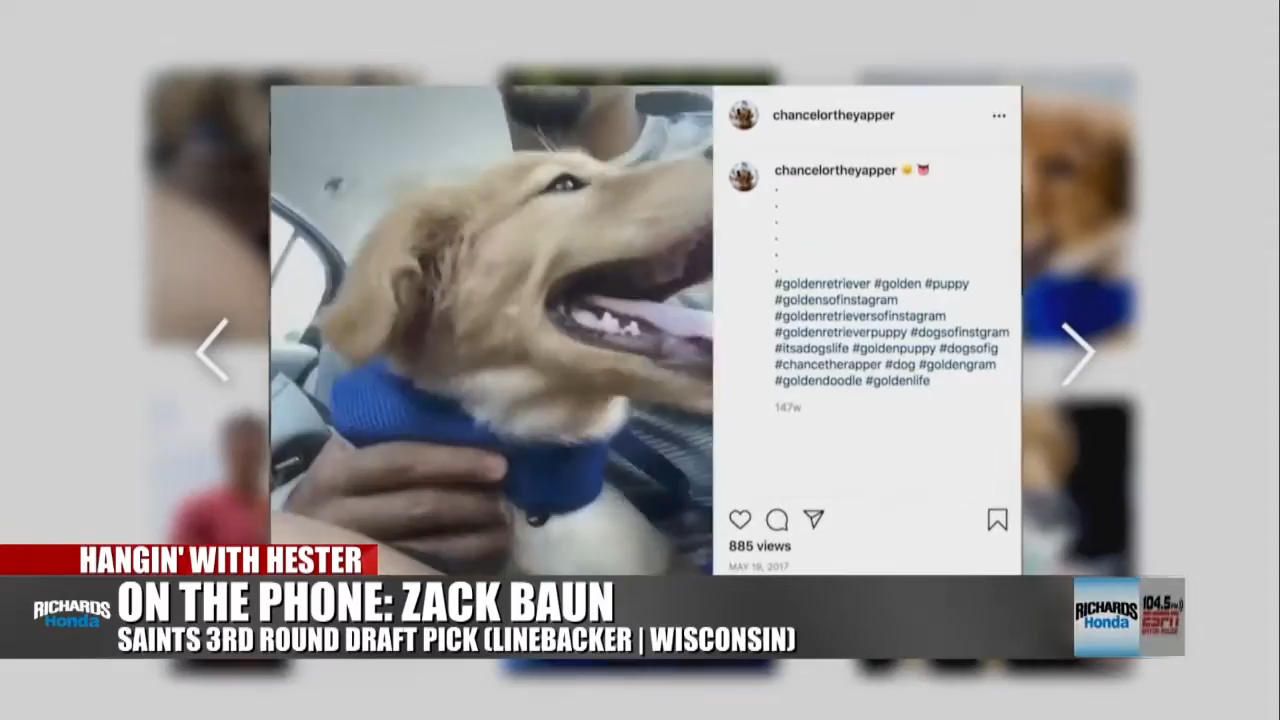 chancelortheyapper
chancelortheyapper
#goldenretriever #golden #puppy
#goldensofinstagram
#goldenretrieversofinstagram
#goldenretrieverpuppy #dogsofinstgram
#itsadogslife #goldenpuppy #dogsofig
#chancetherapper #dog #goldengram
#goldendoodle #goldenlife
147w
885 views
MAY 19, 2017
HANGIN' WITH HESTER
RICHARDS
Honda
ON THE PHONE: ZACK BAUN
SAINTS 3RD ROUND DRAFT PICK (LINEBACKER | WISCONSIN)
RICHARDS
Honda
104.5 FM
ESPN